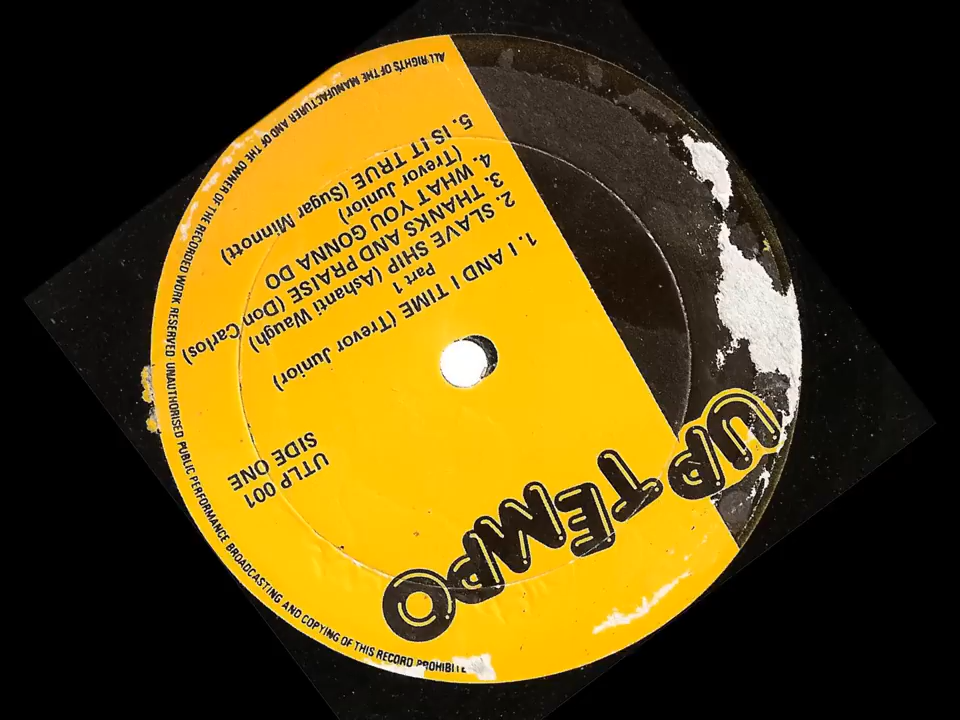 UP TEMPO
UTLP 001
SIDE ONE
1. I AND I TIME (Trevor Junior)
Part 1
2. SLAVE SHIP (Ashanti Waugh)
3. THANKS AND PRAISE (Don Carlos)
4. WHAT YOU GONNA DO
(Trevor Junior)
5. IS IT TRUE (Sugar Minnott)
ALL RIGHTS OF THE MANUFACTURER AND OF THE OWNER OF THE RECORDED WORK RESERVED. UNAUTHORISED PUBLIC PERFORMANCE BROADCASTING AND COPYING OF THIS RECORD PROHIBITE